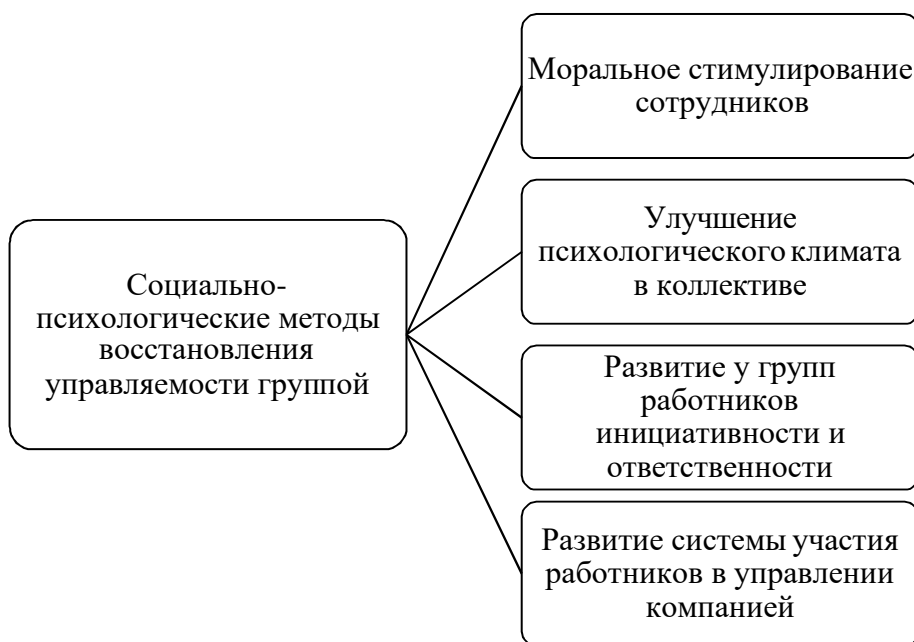 Социально-
психологические методы
восстановления
управляемости группой
Моральное стимулирование
сотрудников
Улучшение
психологического климата
в коллективе
Развитие у групп
работников
инициативности и
ответственности
Развитие системы участия
работников в управлении
компанией